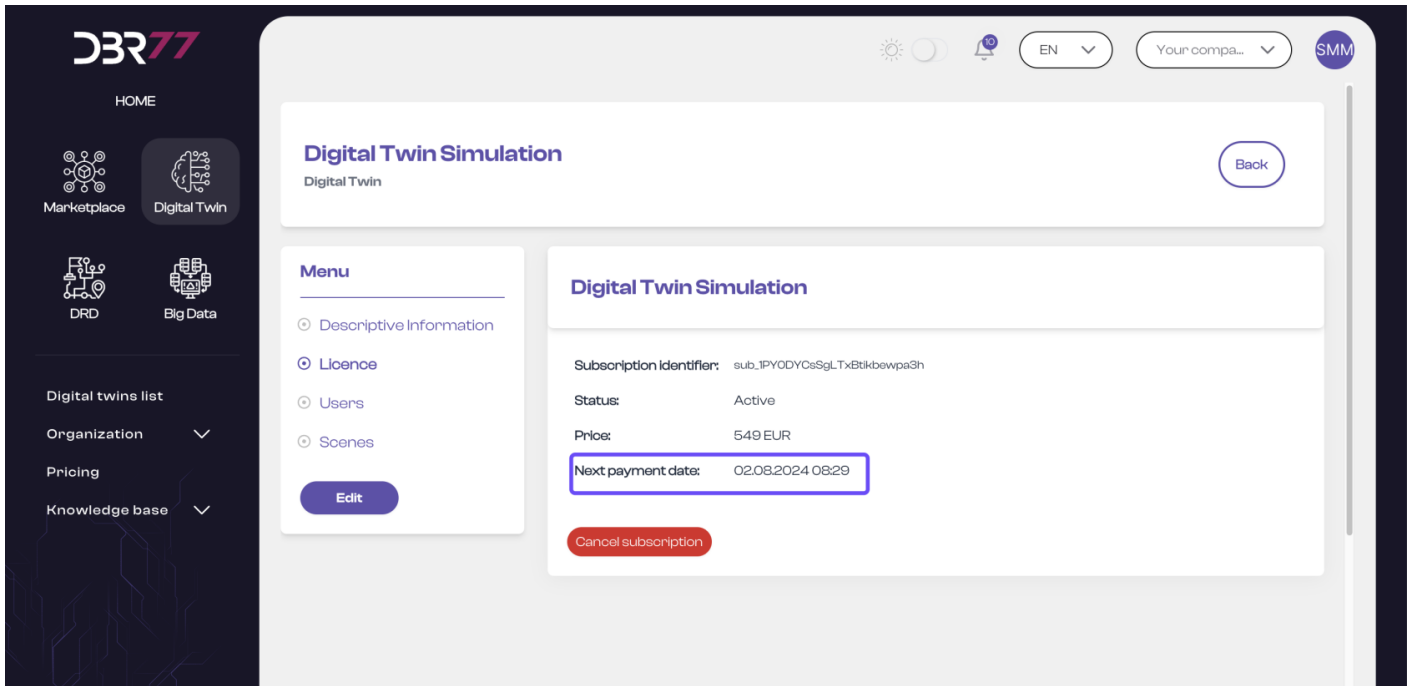 DBR77
HOME
Marketplace
Digital Twin
DRD
Big Data
Digital twins list
Organization
Pricing
Knowledge base
10
EN
Your compa...
SMM
Digital Twin Simulation
Digital Twin
Back
Menu
Descriptive Information
Licence
Users
Scenes
Edit
Digital Twin Simulation
Subscription identifier: sub_1PY0DYCsSgLTxBtikbewpa3h
Status: Active
Price: 549 EUR
Next payment date: 02.08.2024 08:29
Cancel subscription